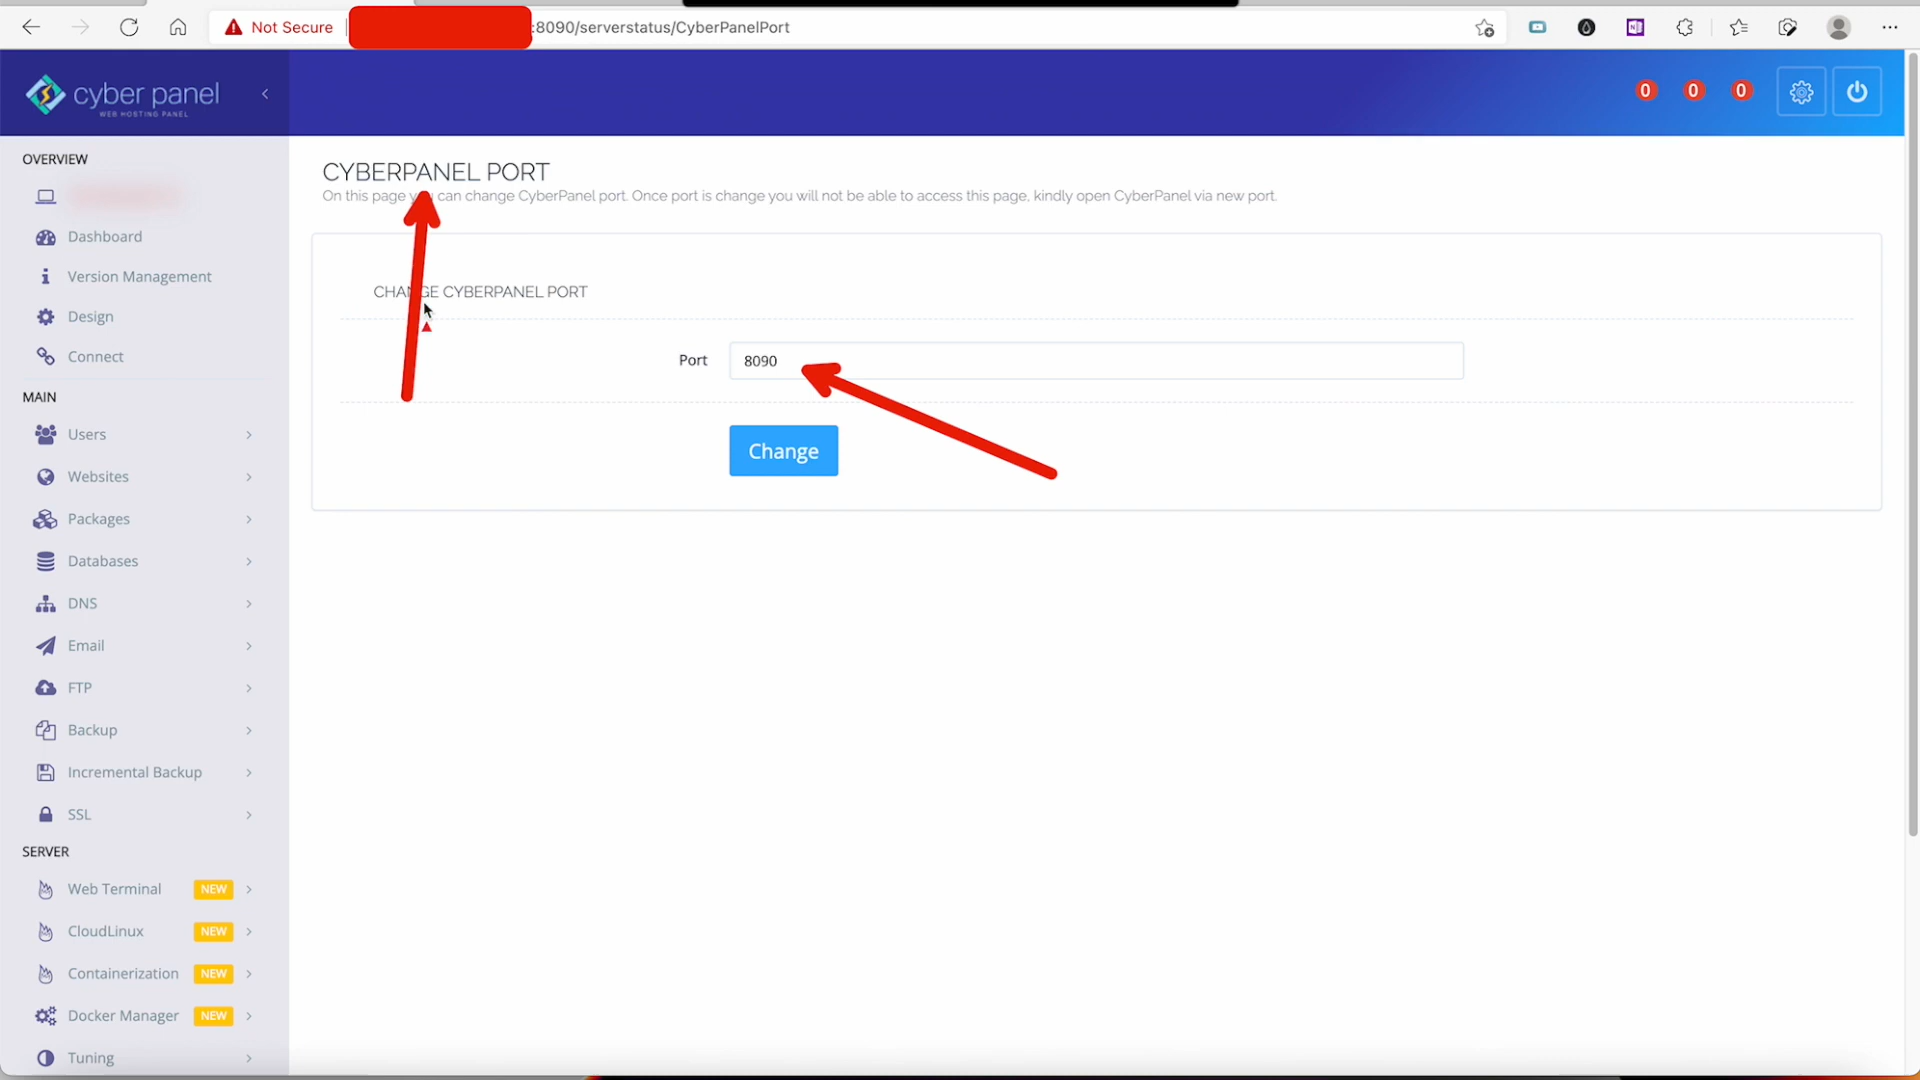 Not Secure
:8090/serverstatus/CyberPanelPort
cyber panel
WEB HOSTING PANEL
0 0 0
OVERVIEW
Dashboard
Version Management
Design
Connect
MAIN
Users
Websites
Packages
Databases
DNS
Email
FTP
Backup
Incremental Backup
SSL
SERVER
Web Terminal NEW
CloudLinux NEW
Containerization NEW
Docker Manager NEW
Tuning
CYBERPANEL PORT
On this page you can change CyberPanel port. Once port is change you will not be able to access this page, kindly open CyberPanel via new port.
CHANGE CYBERPANEL PORT
Port 8090
Change